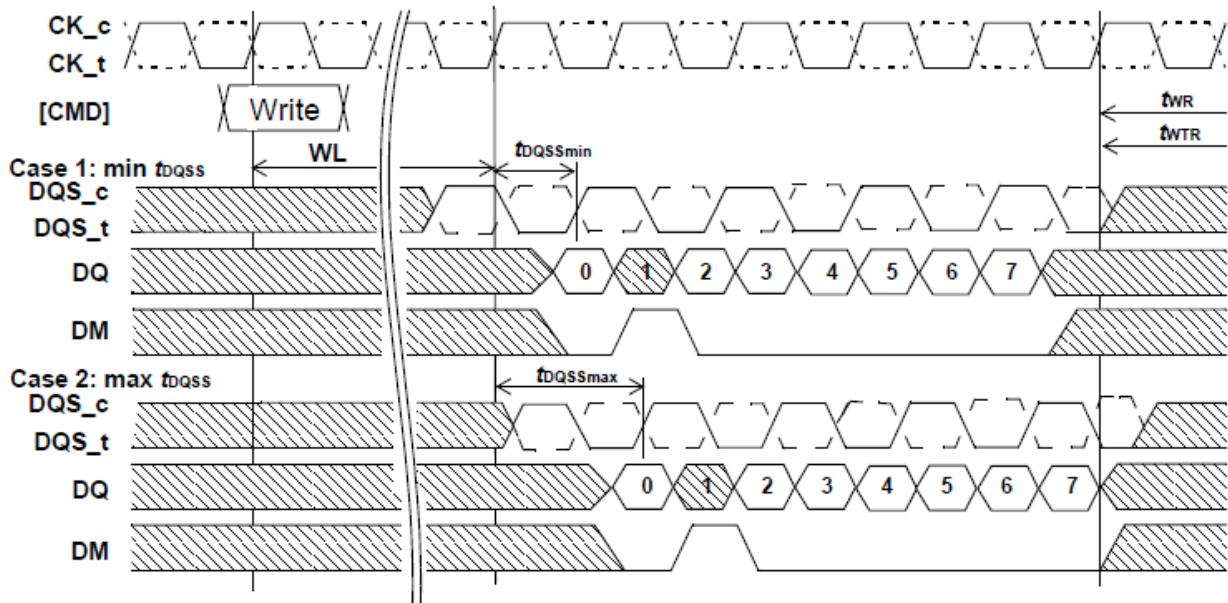 CK_c
CK_t
[CMD] Write tWR
tWTR
WL tDQSSmin
Case 1: min tDQSS
DQS_c
DQS_t
DQ 0 1 2 3 4 5 6 7
DM
Case 2: max tDQSS tDQSSmax
DQS_c
DQS_t
DQ 0 1 2 3 4 5 6 7
DM